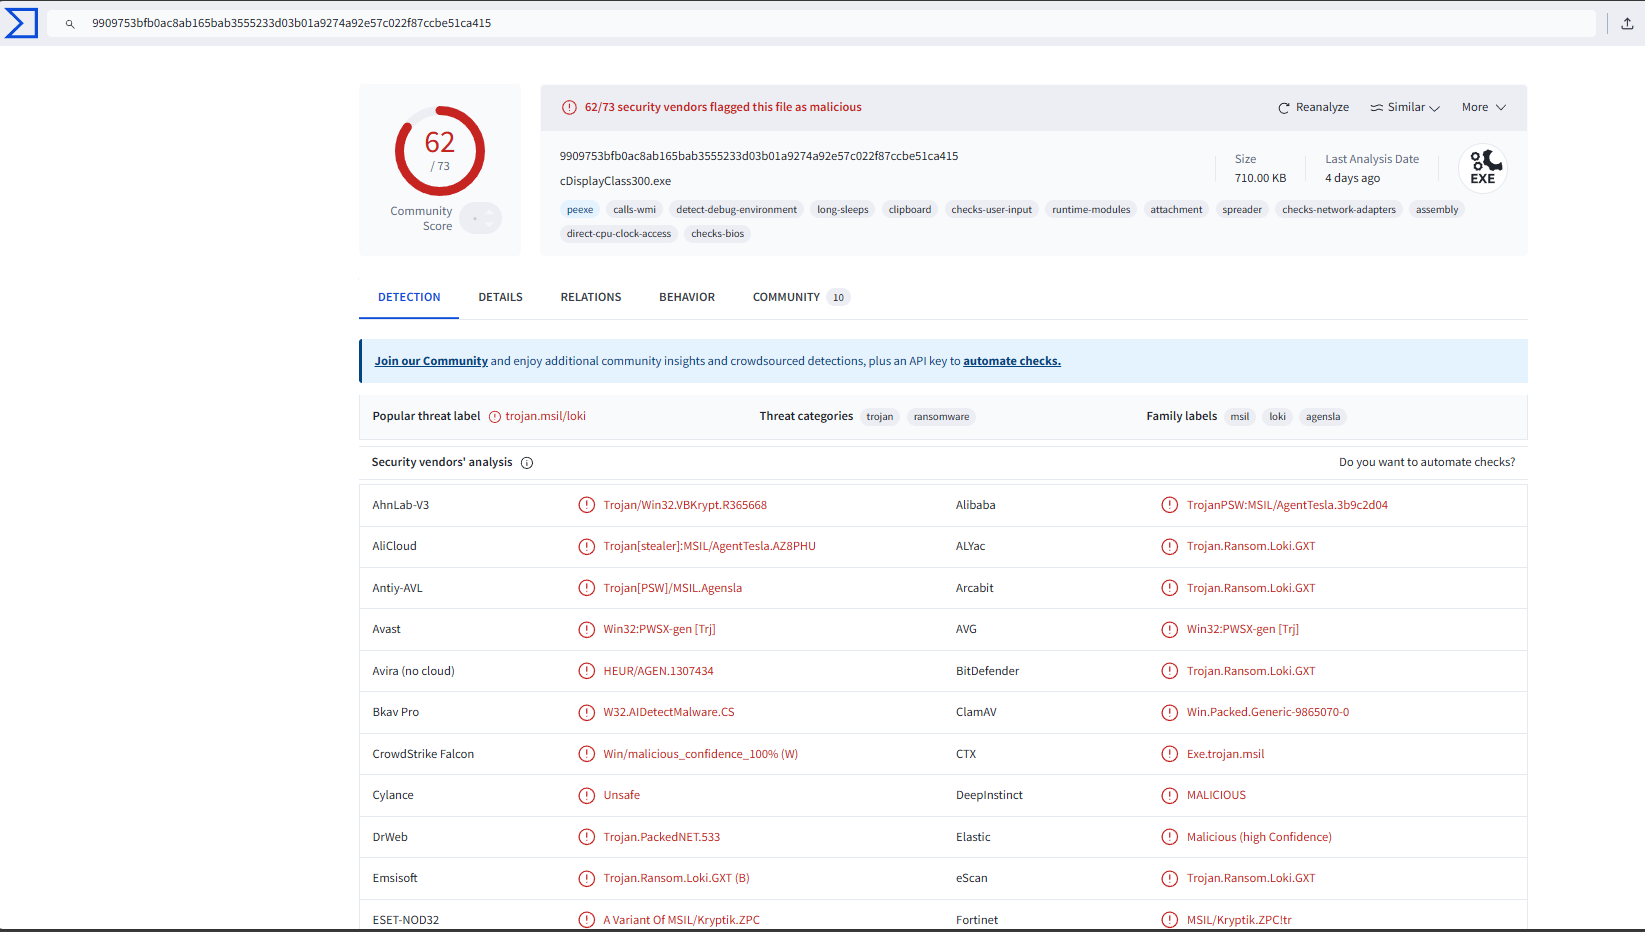 9909753bfb0ac8ab165bab3555233d03b01a9274a92e57c022f87ccbe51ca415
62
/ 73
Community
Score
62/73 security vendors flagged this file as malicious
Reanalyze
Similar
More
9909753bfb0ac8ab165bab3555233d03b01a9274a92e57c022f87ccbe51ca415
cDisplayClass300.exe
Size
710.00 KB
Last Analysis Date
4 days ago
EXE
peexe calls-wmi detect-debug-environment long-sleeps clipboard checks-user-input runtime-modules attachment spreader checks-network-adapters assembly
direct-cpu-clock-access checks-bios
DETECTION DETAILS RELATIONS BEHAVIOR COMMUNITY 10
Join our Community and enjoy additional community insights and crowdsourced detections, plus an API key to automate checks.
Popular threat label trojan.msil/loki Threat categories trojan ransomware Family labels msil loki agensla
Security vendors' analysis Do you want to automate checks?
AhnLab-V3 Trojan/Win32.VBKrypt.R365668 Alibaba TrojanPSW:MSIL/AgentTesla.3b9c2d04
AliCloud Trojan[stealer]:MSIL/AgentTesla.AZ8PHU ALYac Trojan.Ransom.Loki.GXT
Antiy-AVL Trojan[PSW]/MSIL.Agensla Arcabit Trojan.Ransom.Loki.GXT
Avast Win32:PWSX-gen [Trj] AVG Win32:PWSX-gen [Trj]
Avira (no cloud) HEUR/AGEN.1307434 BitDefender Trojan.Ransom.Loki.GXT
Bkav Pro W32.AIDetectMalware.CS ClamAV Win.Packed.Generic-9865070-0
CrowdStrike Falcon Win/malicious_confidence_100% (W) CTX Exe.trojan.msil
Cylance Unsafe DeepInstinct MALICIOUS
DrWeb Trojan.PackedNET.533 Elastic Malicious (high Confidence)
Emsisoft Trojan.Ransom.Loki.GXT (B) eScan Trojan.Ransom.Loki.GXT
ESET-NOD32 A Variant Of MSIL/Kryptik.ZPC Fortinet MSIL/Kryptik.ZPC!tr